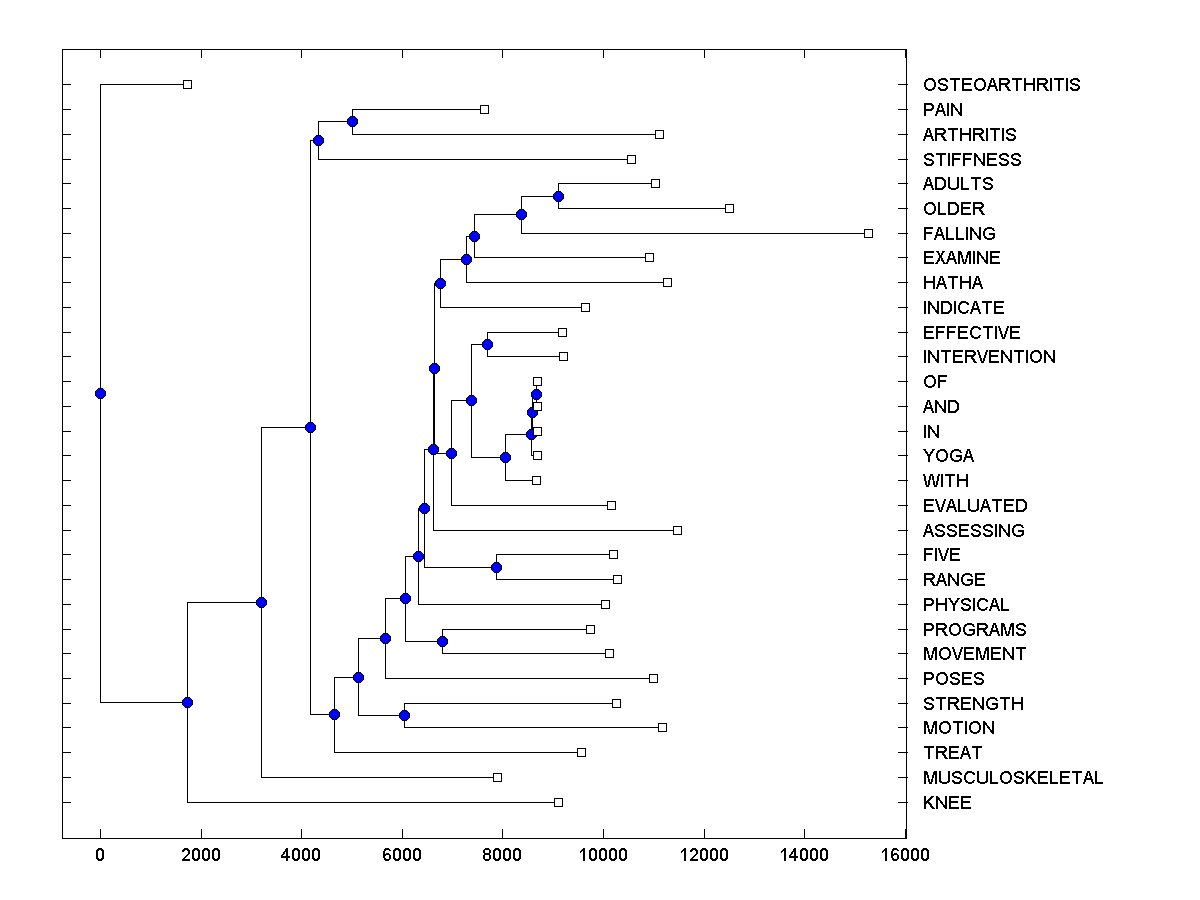 OSTEOARTHRITIS
PAIN
ARTHRITIS
STIFFNESS
ADULTS
OLDER
FALLING
EXAMINE
HATHA
INDICATE
EFFECTIVE
INTERVENTION
OF
AND
IN
YOGA
WITH
EVALUATED
ASSESSING
FIVE
RANGE
PHYSICAL
PROGRAMS
MOVEMENT
POSES
STRENGTH
MOTION
TREAT
MUSCULOSKELETAL
KNEE
0 2000 4000 6000 8000 10000 12000 14000 16000